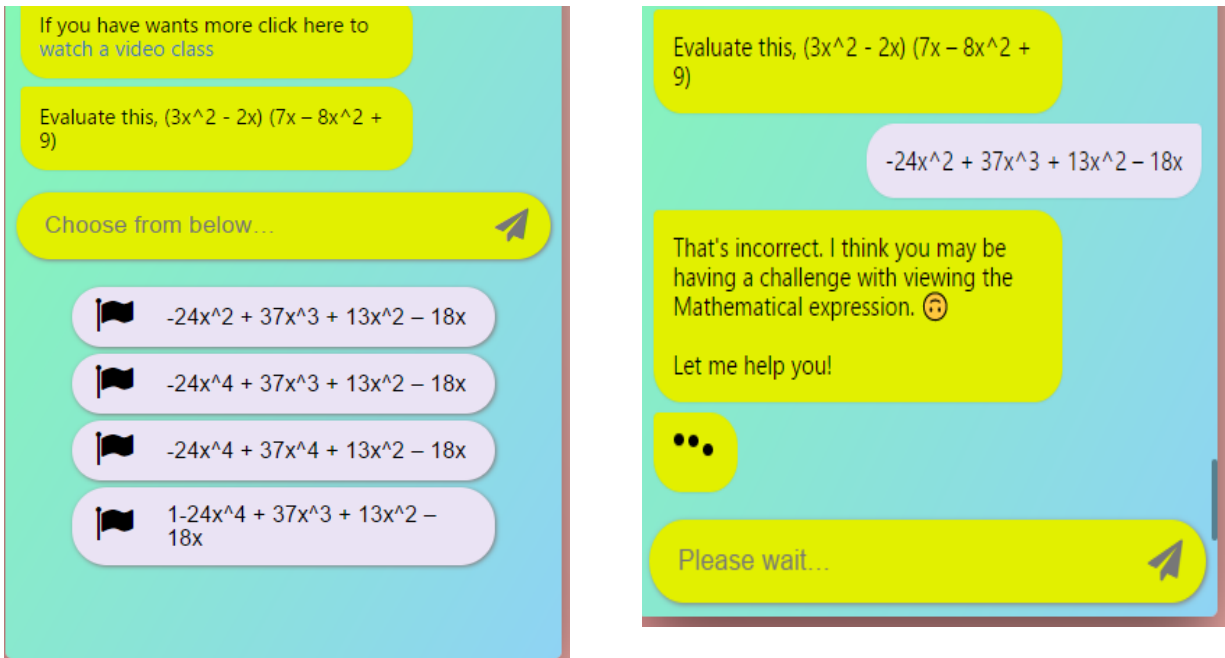 If you have wants more click here to
watch a video class
Evaluate this, (3x^2 - 2x) (7x – 8x^2 +
9)
Choose from below...
-24x^2 + 37x^3 + 13x^2 – 18x
-24x^4 + 37x^3 + 13x^2 – 18x
-24x^4 + 37x^4 + 13x^2 – 18x
1-24x^4 + 37x^3 + 13x^2 –
18x
Evaluate this, (3x^2 - 2x) (7x – 8x^2 +
9)
-24x^2 + 37x^3 + 13x^2 – 18x
That's incorrect. I think you may be
having a challenge with viewing the
Mathematical expression. 🙃
Let me help you!
Please wait...